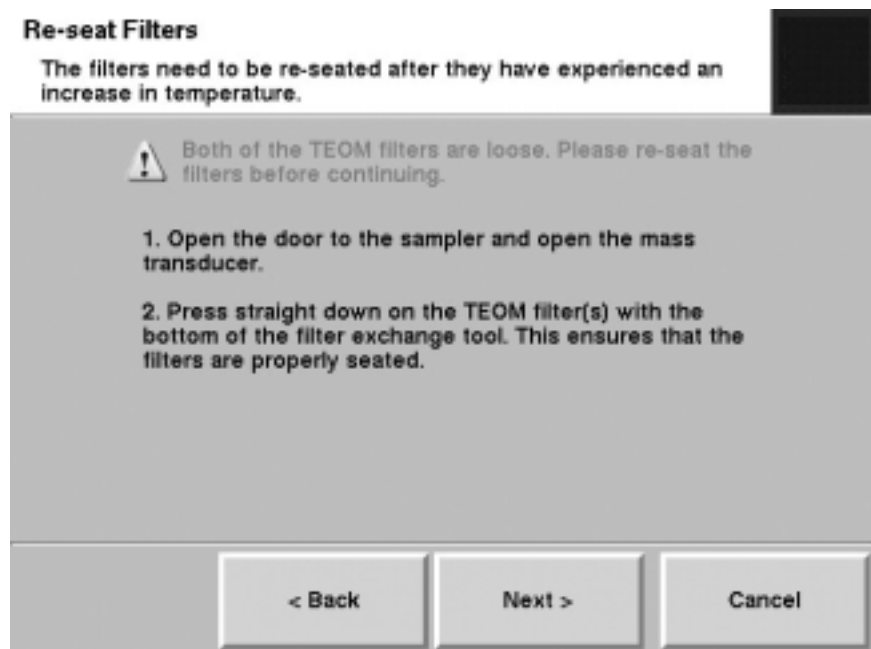 Re-seat Filters
The filters need to be re-seated after they have experienced an
increase in temperature.
Both of the TEOM filters are loose. Please re-seat the
filters before continuing.
1. Open the door to the sampler and open the mass
transducer.
2. Press straight down on the TEOM filter(s) with the
bottom of the filter exchange tool. This ensures that the
filters are properly seated.
< Back
Next >
Cancel